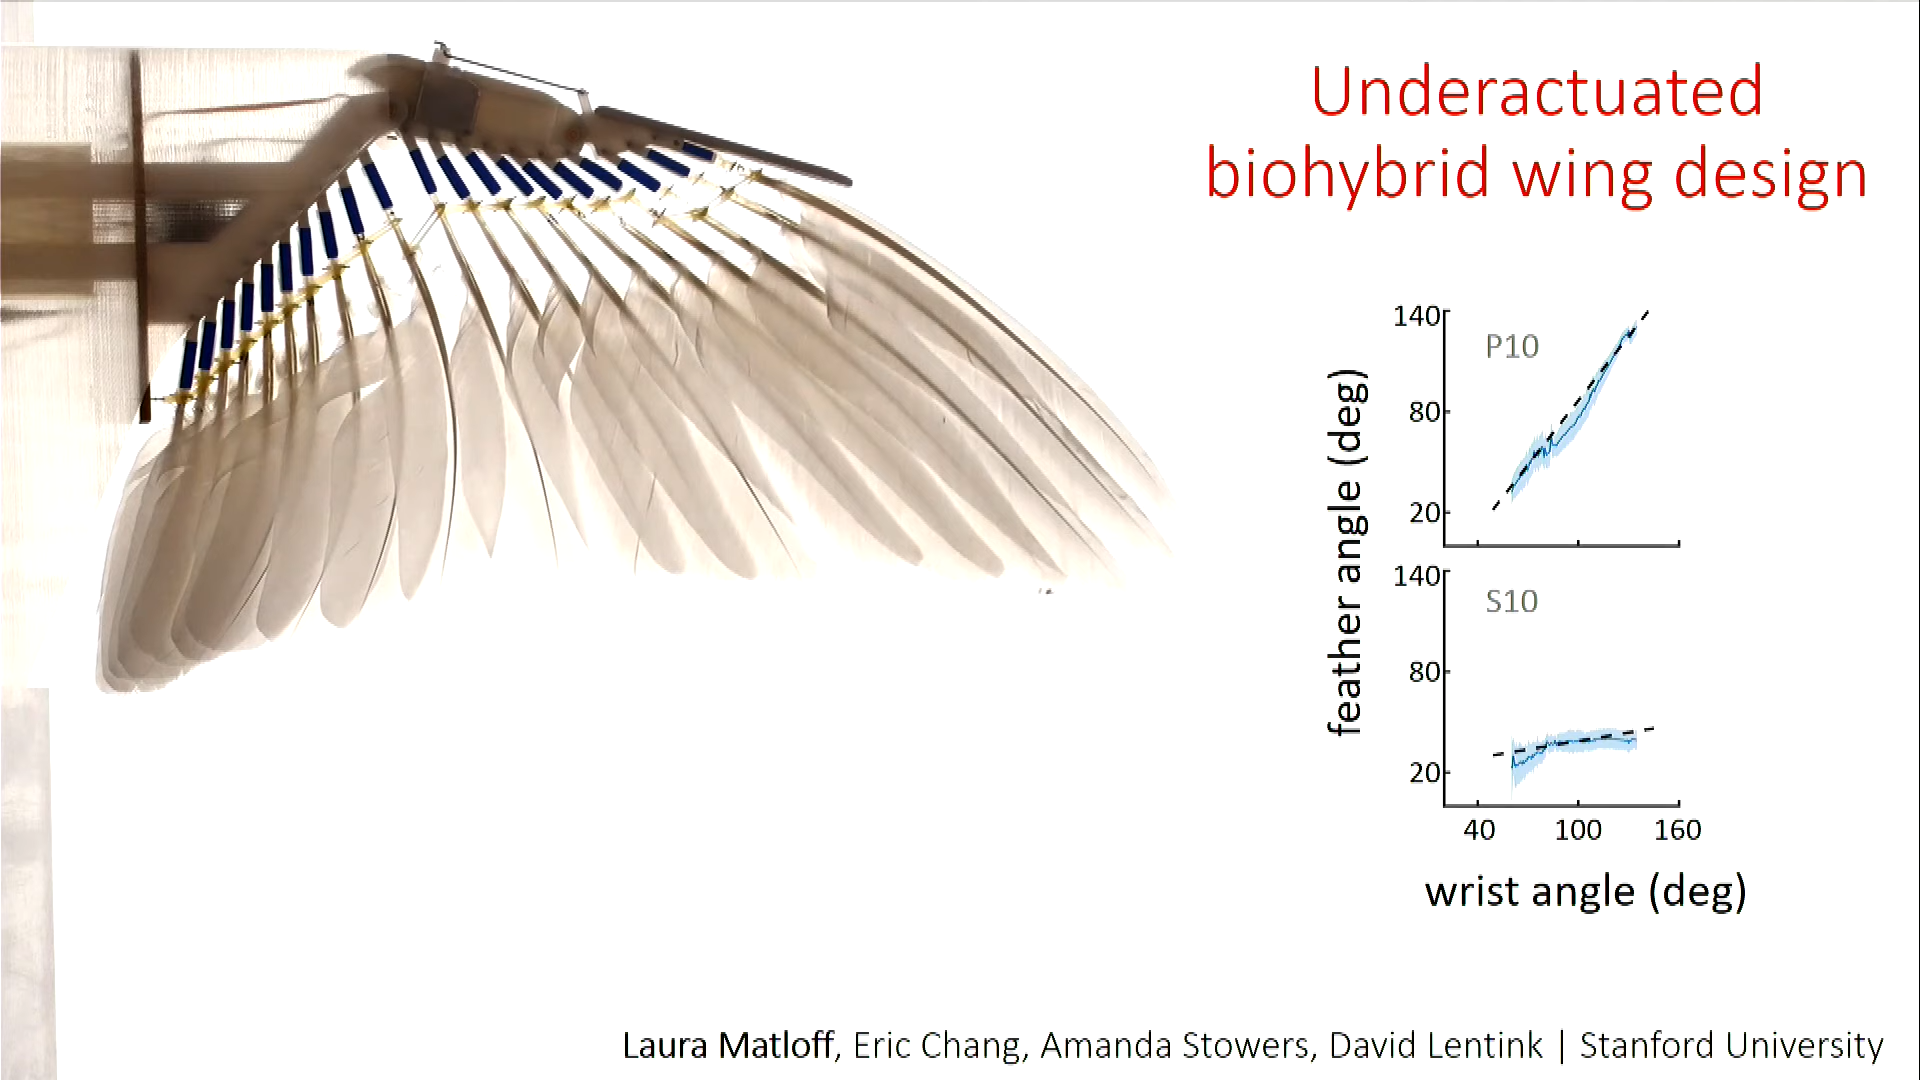 Underactuated
biohybrid wing design
140
P10
80
20
140
S10
80
20
40 100 160
feather angle (deg)
wrist angle (deg)
Laura Matloff, Eric Chang, Amanda Stowers, David Lentink | Stanford University